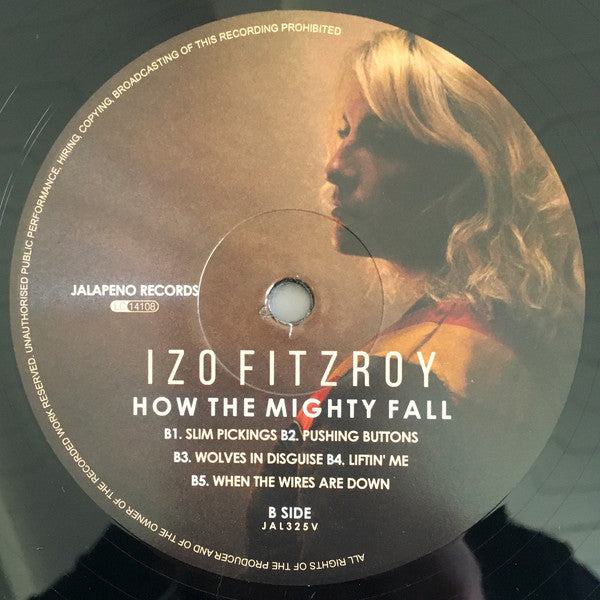 ALL RIGHTS OF THE PRODUCER AND OF THE OWNER OF THE RECORDED WORK RESERVED. UNAUTHORISED PUBLIC PERFORMANCE, HIRING, COPYING, BROADCASTING OF THIS RECORDING PROHIBITED
JALAPENO RECORDS
LC 14108
IZO FITZROY
HOW THE MIGHTY FALL
B1. SLIM PICKINGS B2. PUSHING BUTTONS
B3. WOLVES IN DISGUISE B4. LIFTIN' ME
B5. WHEN THE WIRES ARE DOWN
B SIDE
JAL325V